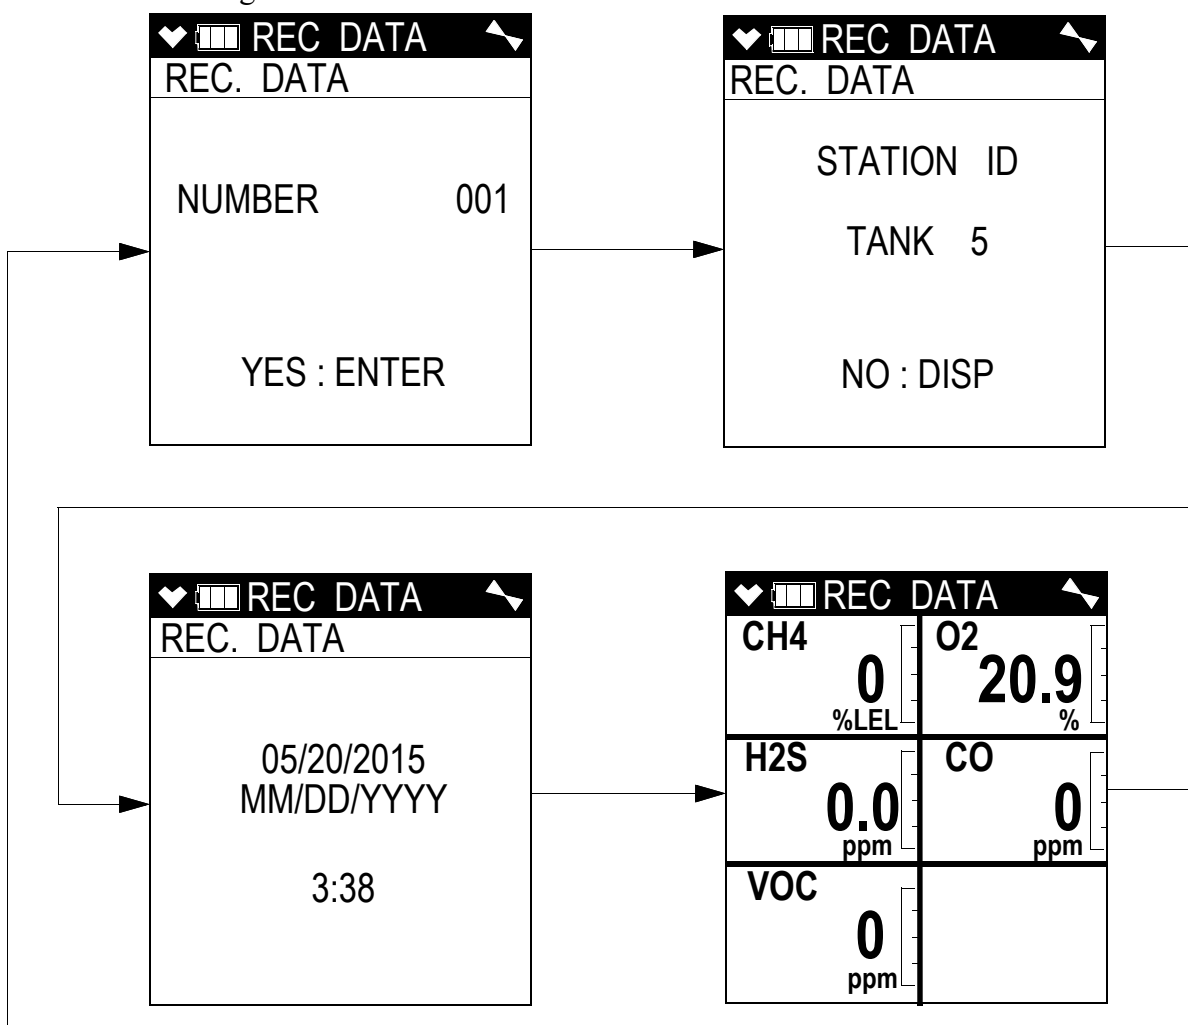 REC DATA
REC. DATA
NUMBER 001
YES : ENTER
REC DATA
REC. DATA
STATION ID
TANK 5
NO : DISP
REC DATA
REC. DATA
05/20/2015
MM/DD/YYYY
3:38
REC DATA
CH4
0
%LEL
O2
20.9
%
H2S
0.0
ppm
CO
0
ppm
VOC
0
ppm